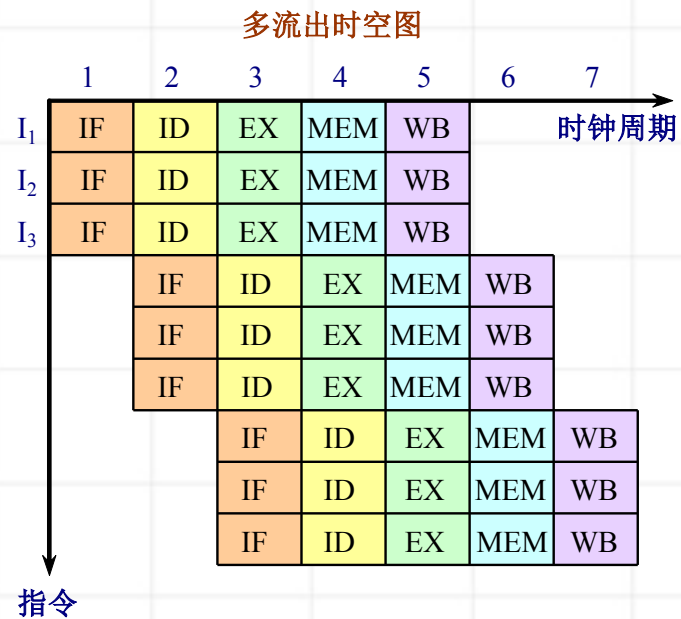 多流出时空图
1 2 3 4 5 6 7
时钟周期
I₁ IF ID EX MEM WB
I₂ IF ID EX MEM WB
I₃ IF ID EX MEM WB
IF ID EX MEM WB
IF ID EX MEM WB
IF ID EX MEM WB
IF ID EX MEM WB
IF ID EX MEM WB
IF ID EX MEM WB
指令